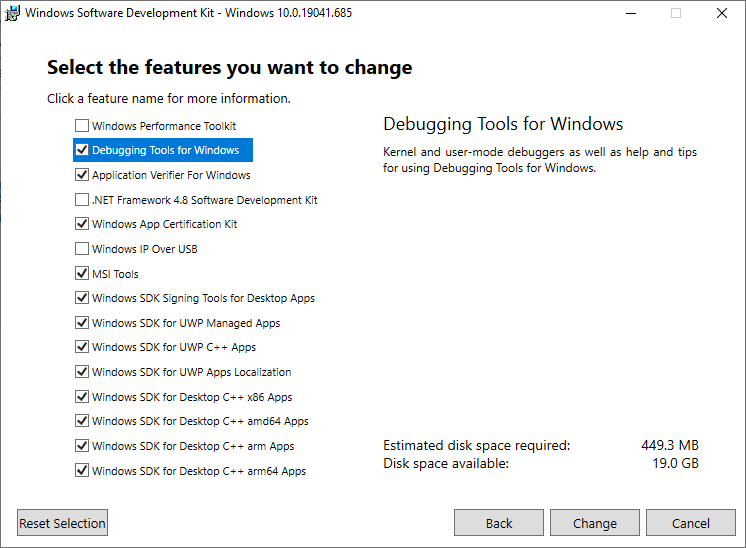 Windows Software Development Kit - Windows 10.0.19041.685
Select the features you want to change
Click a feature name for more information.
Windows Performance Toolkit
Debugging Tools for Windows
Application Verifier For Windows
.NET Framework 4.8 Software Development Kit
Windows App Certification Kit
Windows IP Over USB
MSI Tools
Windows SDK Signing Tools for Desktop Apps
Windows SDK for UWP Managed Apps
Windows SDK for UWP C++ Apps
Windows SDK for UWP Apps Localization
Windows SDK for Desktop C++ x86 Apps
Windows SDK for Desktop C++ amd64 Apps
Windows SDK for Desktop C++ arm Apps
Windows SDK for Desktop C++ arm64 Apps
Debugging Tools for Windows
Kernel and user-mode debuggers as well as help and tips
for using Debugging Tools for Windows.
Estimated disk space required: 449.3 MB
Disk space available: 19.0 GB
Reset Selection
Back
Change
Cancel